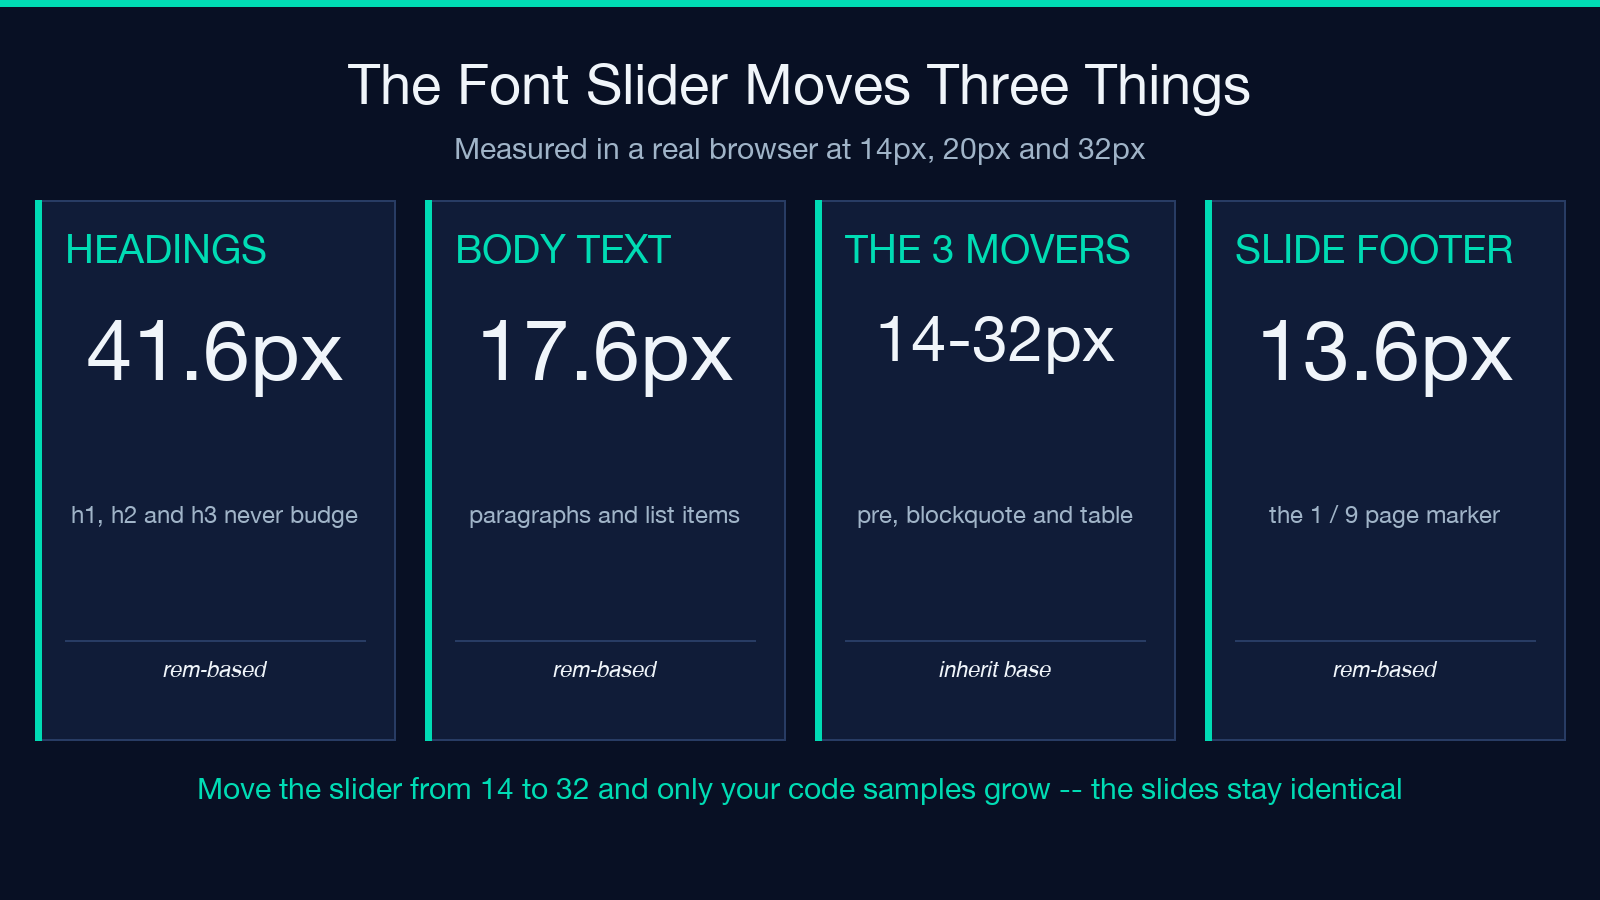 The Font Slider Moves Three Things
Measured in a real browser at 14px, 20px and 32px
HEADINGS
41.6px
h1, h2 and h3 never budge
rem-based
BODY TEXT
17.6px
paragraphs and list items
rem-based
THE 3 MOVERS
14-32px
pre, blockquote and table
inherit base
SLIDE FOOTER
13.6px
the 1 / 9 page marker
rem-based
Move the slider from 14 to 32 and only your code samples grow -- the slides stay identical